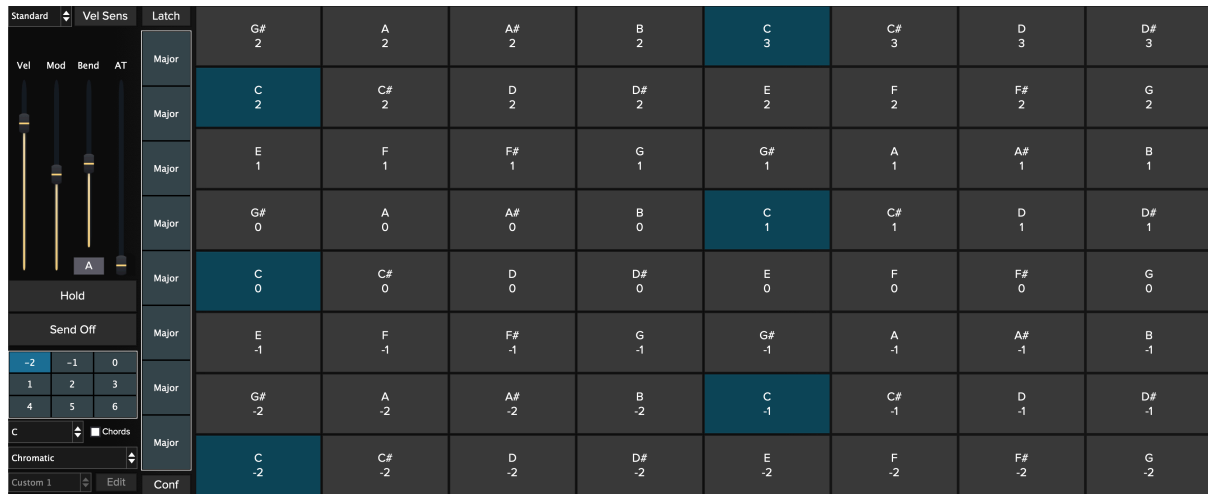 Standard Vel Sens Latch
Vel Mod Bend AT
A
Hold
Send Off
-2 -1 0
1 2 3
4 5 6
C Chords
Chromatic
Custom 1 Edit
Major
Major
Major
Major
Major
Major
Major
Major
Conf
G# A A# B C C# D D#
2 2 2 2 3 3 3 3
C C# D D# E F F# G
2 2 2 2 2 2 2 2
E F F# G G# A A# B
1 1 1 1 1 1 1 1
G# A A# B C C# D D#
0 0 0 0 1 1 1 1
C C# D D# E F F# G
0 0 0 0 0 0 0 0
E F F# G G# A A# B
-1 -1 -1 -1 -1 -1 -1 -1
G# A A# B C C# D D#
-2 -2 -2 -2 -1 -1 -1 -1
C C# D D# E F F# G
-2 -2 -2 -2 -2 -2 -2 -2